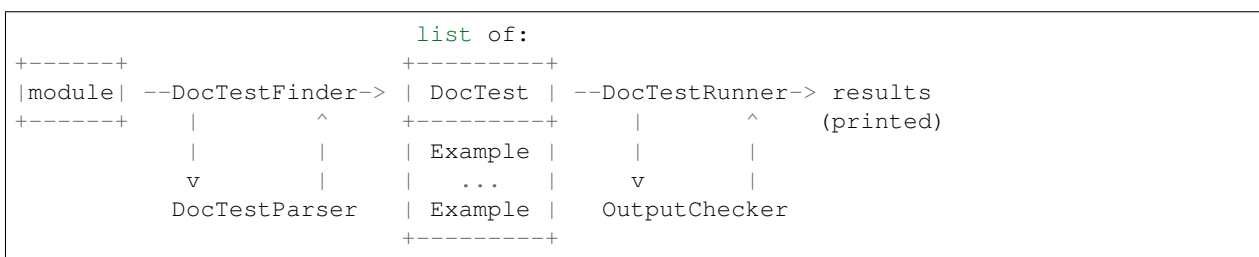 list of:
+------+                   +---------+
|module| --DocTestFinder-> | DocTest | --DocTestRunner-> results
+------+    |        ^     +---------+     |       ^    (printed)
            |        |     | Example |     |       |
            v        |     |   ...   |     v       |
           DocTestParser   | Example |   OutputChecker
                           +---------+